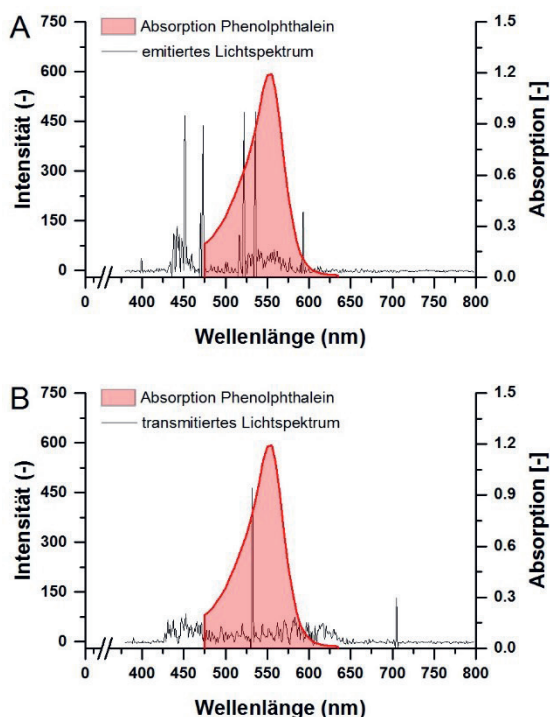 A
Absorption Phenolphthalein
emitiertes Lichtspektrum
Intensität (-)
Absorption [-]
750
600
450
300
150
0
1.5
1.2
0.9
0.6
0.3
0.0
0 400 450 500 550 600 650 700 750 800
Wellenlänge (nm)
B
Absorption Phenolphthalein
transmitiertes Lichtspektrum
Intensität (-)
Absorption [-]
750
600
450
300
150
0
1.5
1.2
0.9
0.6
0.3
0.0
0 400 450 500 550 600 650 700 750 800
Wellenlänge (nm)